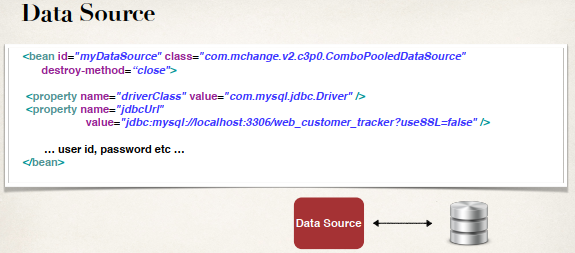 Data Source
<bean id="myDataSource" class="com.mchange.v2.c3p0.ComboPooledDataSource"
destroy-method=“close">
<property name="driverClass" value="com.mysql.jdbc.Driver" />
<property name="jdbcUrl"
value="jdbc:mysql://localhost:3306/web_customer_tracker?useSSL=false" />
… user id, password etc …
</bean>
Data Source